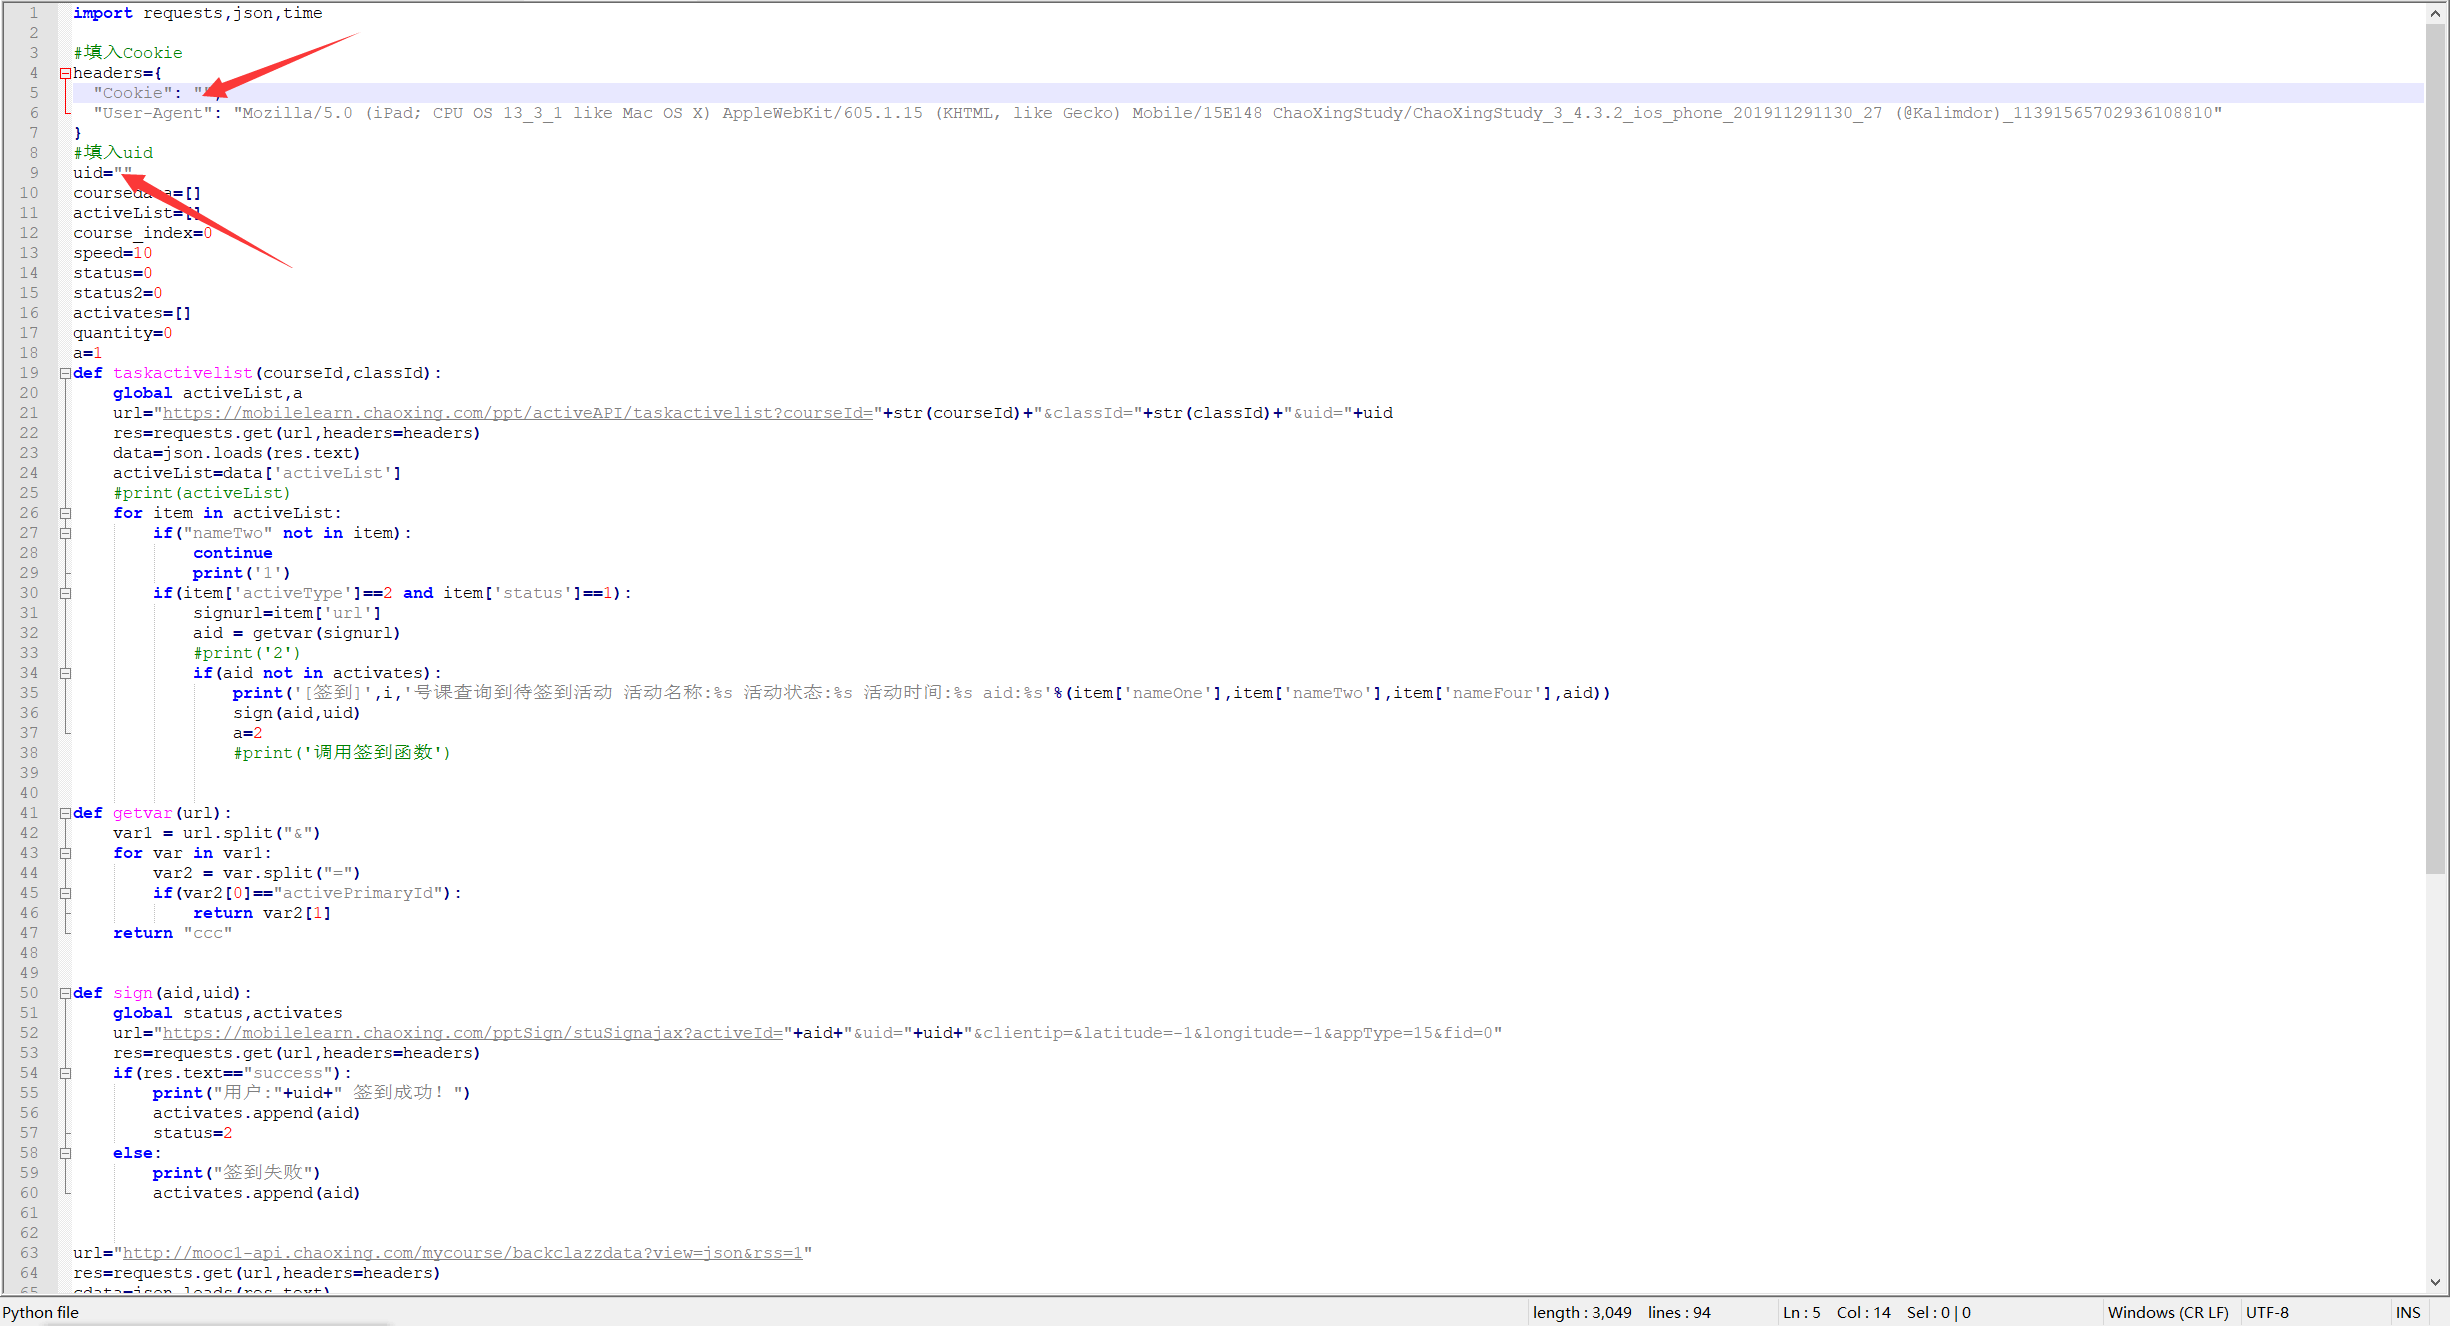 1 import requests,json,time
2
3 #填入Cookie
4 headers={
5 "Cookie": "",
6 "User-Agent": "Mozilla/5.0 (iPad; CPU OS 13_3_1 like Mac OS X) AppleWebKit/605.1.15 (KHTML, like Gecko) Mobile/15E148 ChaoXingStudy/ChaoXingStudy_3_4.3.2_ios_phone_201911291130_27 (@Kalimdor)_11391565702936108810"
7 }
8 #填入uid
9 uid=""
10 coursedata=[]
11 activeList=[]
12 course_index=0
13 speed=10
14 status=0
15 status2=0
16 activates=[]
17 quantity=0
18 a=1
19 def taskactivelist(courseId,classId):
20 global activeList,a
21 url="https://mobilelearn.chaoxing.com/ppt/activeAPI/taskactivelist?courseId="+str(courseId)+"&classId="+str(classId)+"&uid="+uid
22 res=requests.get(url,headers=headers)
23 data=json.loads(res.text)
24 activeList=data['activeList']
25 #print(activeList)
26 for item in activeList:
27 if("nameTwo" not in item):
28 continue
29 print('1')
30 if(item['activeType']==2 and item['status']==1):
31 signurl=item['url']
32 aid = getvar(signurl)
33 #print('2')
34 if(aid not in activates):
35 print('[签到]',i,'号课查询到待签到活动 活动名称:%s 活动状态:%s 活动时间:%s aid:%s'%(item['nameOne'],item['nameTwo'],item['nameFour'],aid))
36 sign(aid,uid)
37 a=2
38 #print('调用签到函数')
39
40
41 def getvar(url):
42 var1 = url.split("&")
43 for var in var1:
44 var2 = var.split("=")
45 if(var2[0]=="activePrimaryId"):
46 return var2[1]
47 return "ccc"
48
49
50 def sign(aid,uid):
51 global status,activates
52 url="https://mobilelearn.chaoxing.com/pptSign/stuSignajax?activeId="+aid+"&uid="+uid+"&clientip=&latitude=-1&longitude=-1&appType=15&fid=0"
53 res=requests.get(url,headers=headers)
54 if(res.text=="success"):
55 print("用户:"+uid+" 签到成功！")
56 activates.append(aid)
57 status=2
58 else:
59 print("签到失败")
60 activates.append(aid)
61
62
63 url="http://mooc1-api.chaoxing.com/mycourse/backclazzdata?view=json&rss=1"
64 res=requests.get(url,headers=headers)
65 cdata=json.loads(res.text)
Python file length : 3,049 lines : 94 Ln : 5 Col : 14 Sel : 0 | 0 Windows (CR LF) UTF-8 INS